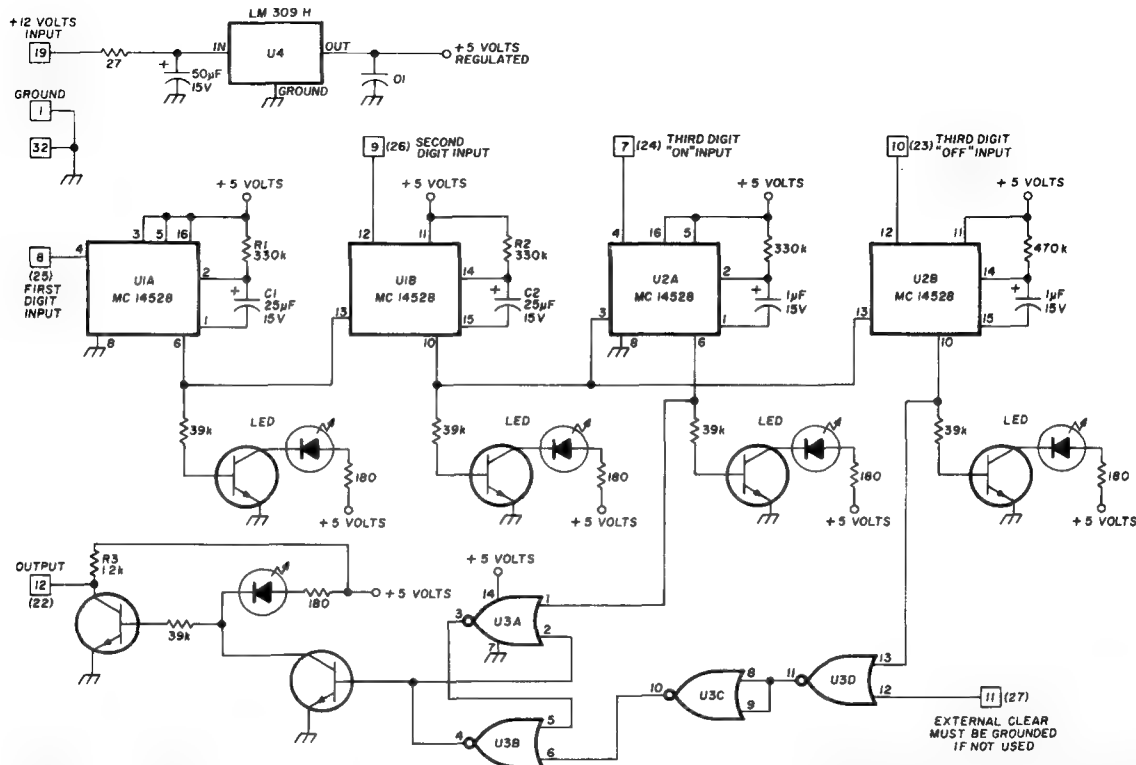 LM 309 H
+12 VOLTS
INPUT
19
27
+
50µF
15V
IN
U4
OUT
GROUND
+5 VOLTS
REGULATED
01
GROUND
1
32
9
(26)
SECOND
DIGIT INPUT
7
(24)
THIRD DIGIT
"ON" INPUT
10
(23)
THIRD DIGIT
"OFF" INPUT
+5 VOLTS
3
5
16
R1
330k
8
4
(25)
FIRST
DIGIT
INPUT
U1A
MC 14528
2
+
C1
25µF
15V
1
8
6
+5 VOLTS
12
11
R2
330k
U1B
MC 14528
14
+
C2
25µF
15V
13
15
10
+5 VOLTS
4
16
5
330k
U2A
MC 14528
2
+
1µF
15V
3
1
8
6
+5 VOLTS
12
11
470k
U2B
MC 14528
14
+
1µF
15V
13
15
10
39k
LED
180
+5 VOLTS
39k
LED
180
+5 VOLTS
39k
LED
180
+5 VOLTS
39k
LED
180
+5 VOLTS
OUTPUT
12
(22)
R3
1.2k
39k
180
+5 VOLTS
+5 VOLTS
14
3
U3A
1
2
7
4
U3B
5
6
10
U3C
8
9
11
U3D
13
12
11
(27)
EXTERNAL CLEAR
MUST BE GROUNDED
IF NOT USED